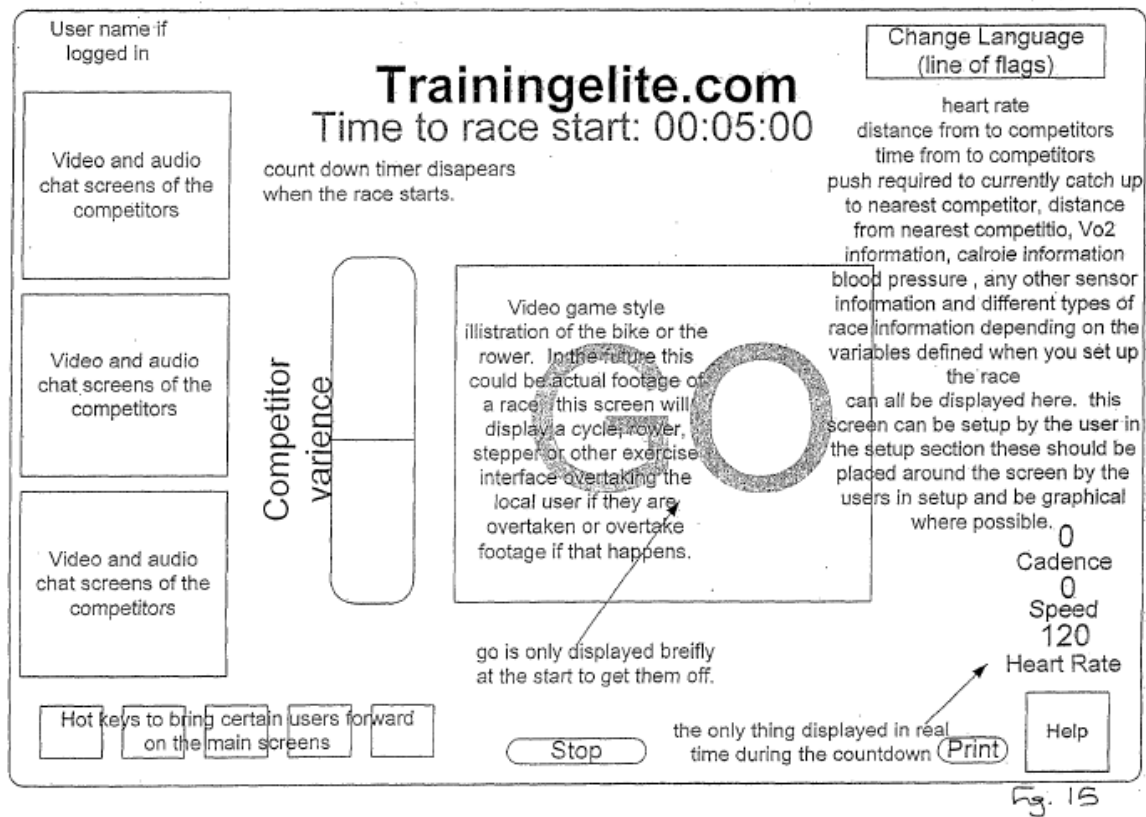 User name if
logged in
Trainingelite.com
Time to race start: 00:05:00
count down timer disapears
when the race starts.
Change Language
(line of flags)
heart rate
distance from to competitors
time from to competitors
push required to currently catch up
to nearest competitor, distance
from nearest competitio, Vo2
information, calroie information
blood pressure , any other sensor
information and different types of
race information depending on the
variables defined when you set up
the race
can all be displayed here. this
screen can be setup by the user in
the setup section these should be
placed around the screen by the
users in setup and be graphical
where possible.
Video and audio
chat screens of the
competitors
Video and audio
chat screens of the
competitors
Video and audio
chat screens of the
competitors
Competitor
varience
Video game style
illistration of the bike or the
rower. In the future this
could be actual footage of
a race, this screen will
display a cycle, rower,
stepper or other exercise
interface overtaking the
local user if they are
overtaken or overtake
footage if that happens.
GO
go is only displayed breifly
at the start to get them off.
0
Cadence
0
Speed
120
Heart Rate
Hot keys to bring certain users forward
on the main screens
Stop
the only thing displayed in real
time during the countdown
Print
Help
Fig. 15